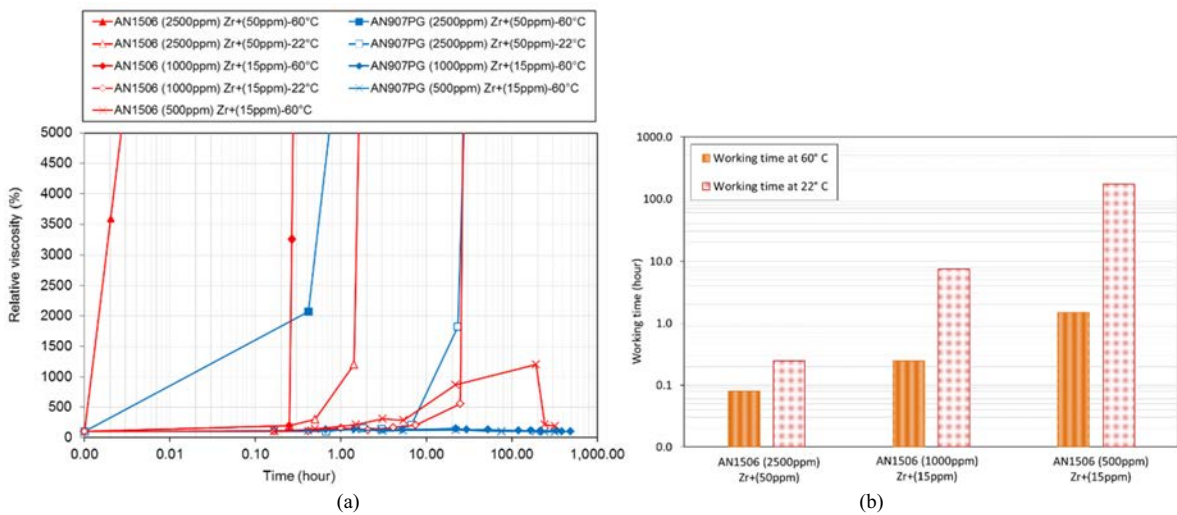 AN1506 (2500ppm) Zr+(50ppm)-60°C
AN907PG (2500ppm) Zr+(50ppm)-60°C
AN1506 (2500ppm) Zr+(50ppm)-22°C
AN907PG (2500ppm) Zr+(50ppm)-22°C
AN1506 (1000ppm) Zr+(15ppm)-60°C
AN907PG (1000ppm) Zr+(15ppm)-60°C
AN1506 (1000ppm) Zr+(15ppm)-22°C
AN907PG (500ppm) Zr+(15ppm)-60°C
AN1506 (500ppm) Zr+(15ppm)-60°C
Relative viscosity (%)
5000
4500
4000
3500
3000
2500
2000
1500
1000
500
0
0.00
0.01
0.10
1.00
10.00
100.00
1,000.00
Time (hour)
(a)
Working time (hour)
1000.0
100.0
10.0
1.0
0.1
0.0
Working time at 60° C
Working time at 22° C
AN1506 (2500ppm)
Zr+(50ppm)
AN1506 (1000ppm)
Zr+(15ppm)
AN1506 (500ppm)
Zr+(15ppm)
(b)